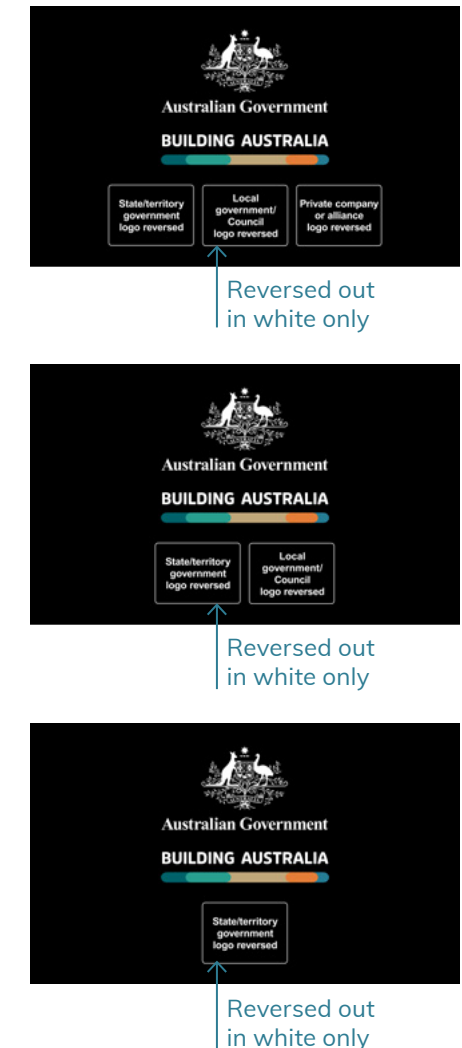 Australian Government
BUILDING AUSTRALIA
State/territory
government
logo reversed
Local
government/
Council
logo reversed
Private company
or alliance
logo reversed
Reversed out
in white only
Australian Government
BUILDING AUSTRALIA
State/territory
government
logo reversed
Local
government/
Council
logo reversed
Reversed out
in white only
Australian Government
BUILDING AUSTRALIA
State/territory
government
logo reversed
Reversed out
in white only